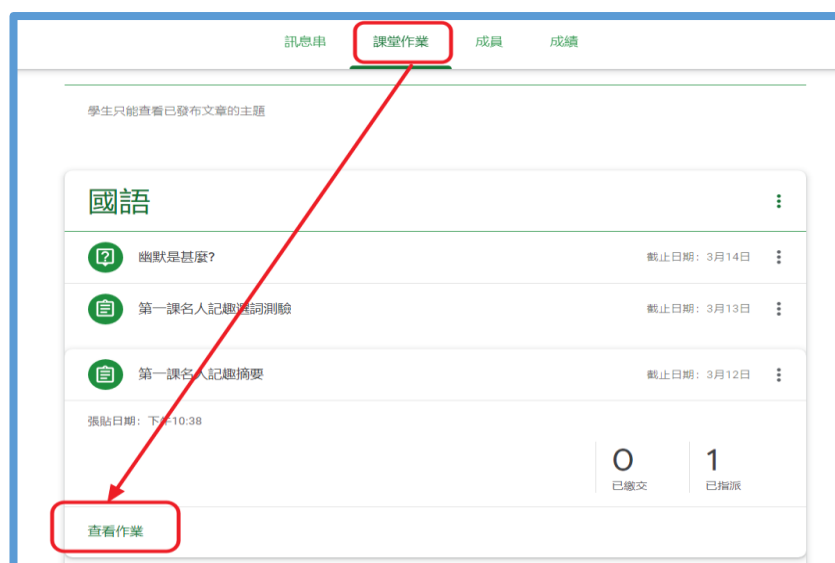 訊息串 課堂作業 成員 成績
學生只能查看已發布文章的主題
國語
幽默是甚麼? 截止日期：3月14日
第一課名人記趣選詞測驗 截止日期：3月13日
第一課名人記趣摘要 截止日期：3月12日
張貼日期：下午10:38
0 1
已繳交 已指派
查看作業